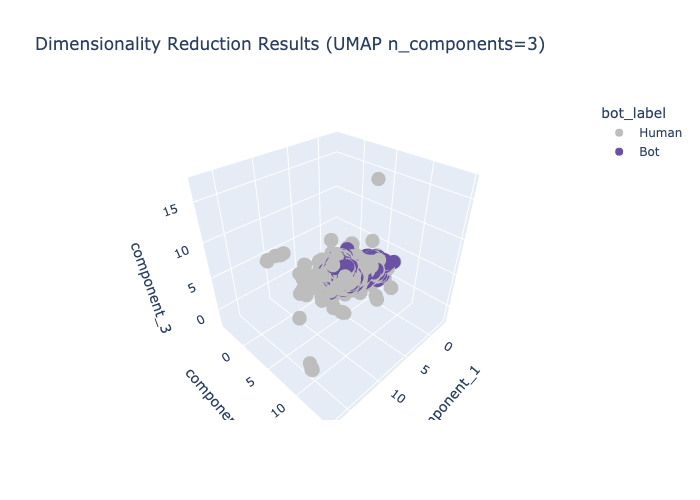 Dimensionality Reduction Results (UMAP n_components=3)
bot_label
Human
Bot
15
10
5
0
component_3
0
5
10
0
5
10